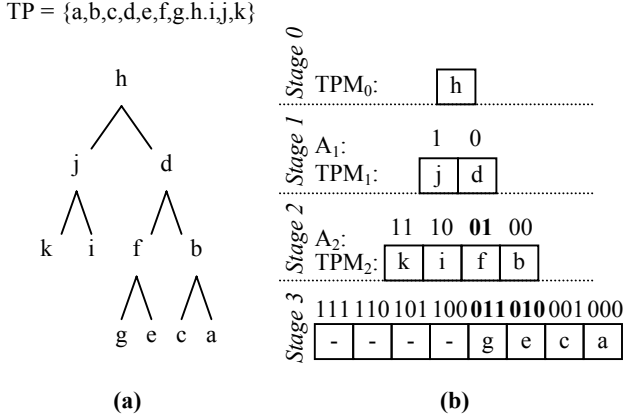 TP = {a,b,c,d,e,f,g.h.i,j,k}
h
j d
k i f b
g e c a
(a)
Stage 0
TPM0:
h
Stage 1
1 0
A1:
TPM1:
j d
Stage 2
11 10 01 00
A2:
TPM2:
k i f b
Stage 3
111 110 101 100 011 010 001 000
- - - - g e c a
(b)